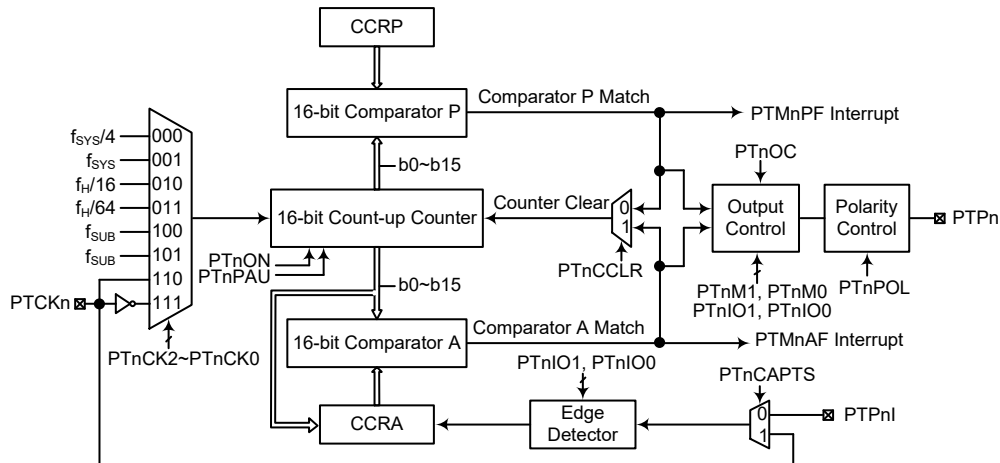 CCRP
16-bit Comparator P
Comparator P Match
PTMnPF Interrupt
b0~b15
fSYS/4
000
fSYS
001
fH/16
010
fH/64
011
fSUB
100
fSUB
101
110
111
PTCKn
PTnCK2~PTnCK0
16-bit Count-up Counter
Counter Clear
0
1
PTnCCLR
PTnOC
Output
Control
Polarity
Control
PTPn
PTnON
PTnPAU
PTnM1, PTnM0
PTnIO1, PTnIO0
PTnPOL
b0~b15
16-bit Comparator A
Comparator A Match
PTMnAF Interrupt
PTnIO1, PTnIO0
PTnCAPTS
CCRA
Edge
Detector
0
1
PTPnI